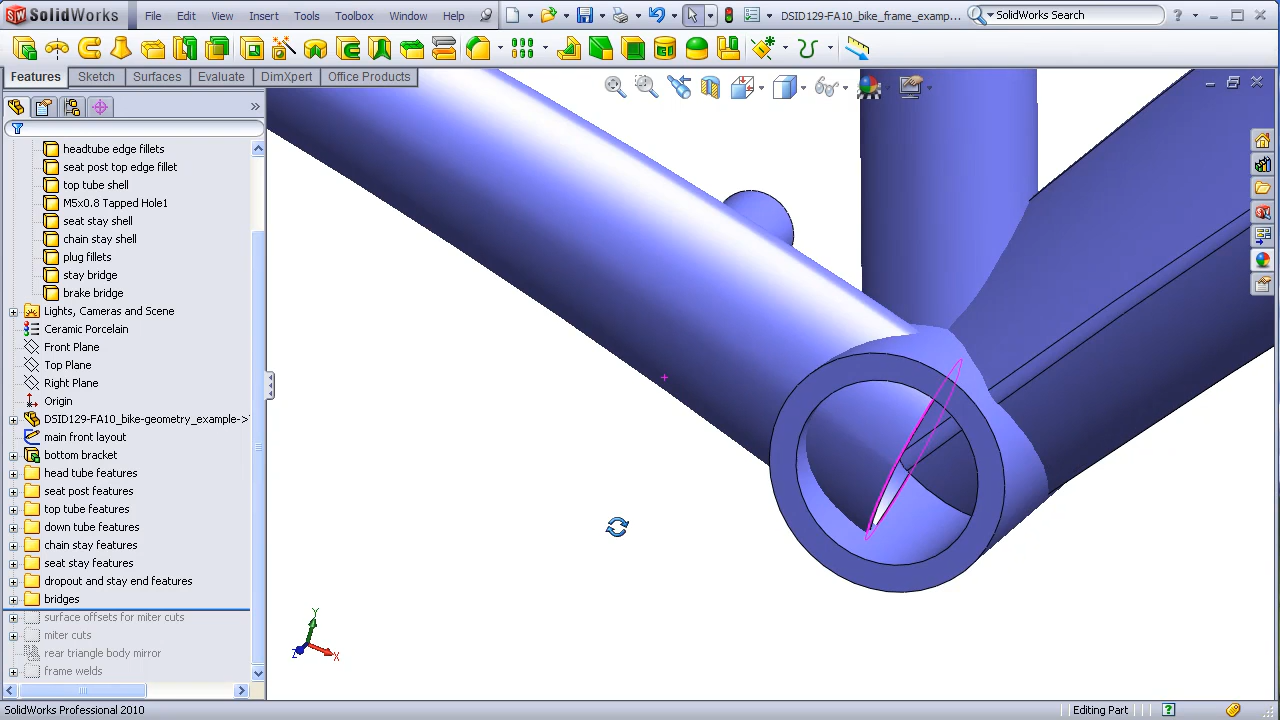 SolidWorks File Edit View Insert Tools Toolbox Window Help DSID129-FA10_bike_frame_examp... SolidWorks Search
Features Sketch Surfaces Evaluate DimXpert Office Products
headtube edge fillets
seat post top edge fillet
top tube shell
M5x0.8 Tapped Hole1
seat stay shell
chain stay shell
plug fillets
stay bridge
brake bridge
Lights, Cameras and Scene
Ceramic Porcelain
Front Plane
Top Plane
Right Plane
Origin
DSID129-FA10_bike-geometry_example->
main front layout
bottom bracket
head tube features
seat post features
top tube features
down tube features
chain stay features
seat stay features
dropout and stay end features
bridges
surface offsets for miter cuts
miter cuts
rear triangle body mirror
frame welds
Y
Z
X
SolidWorks Professional 2010 Editing Part